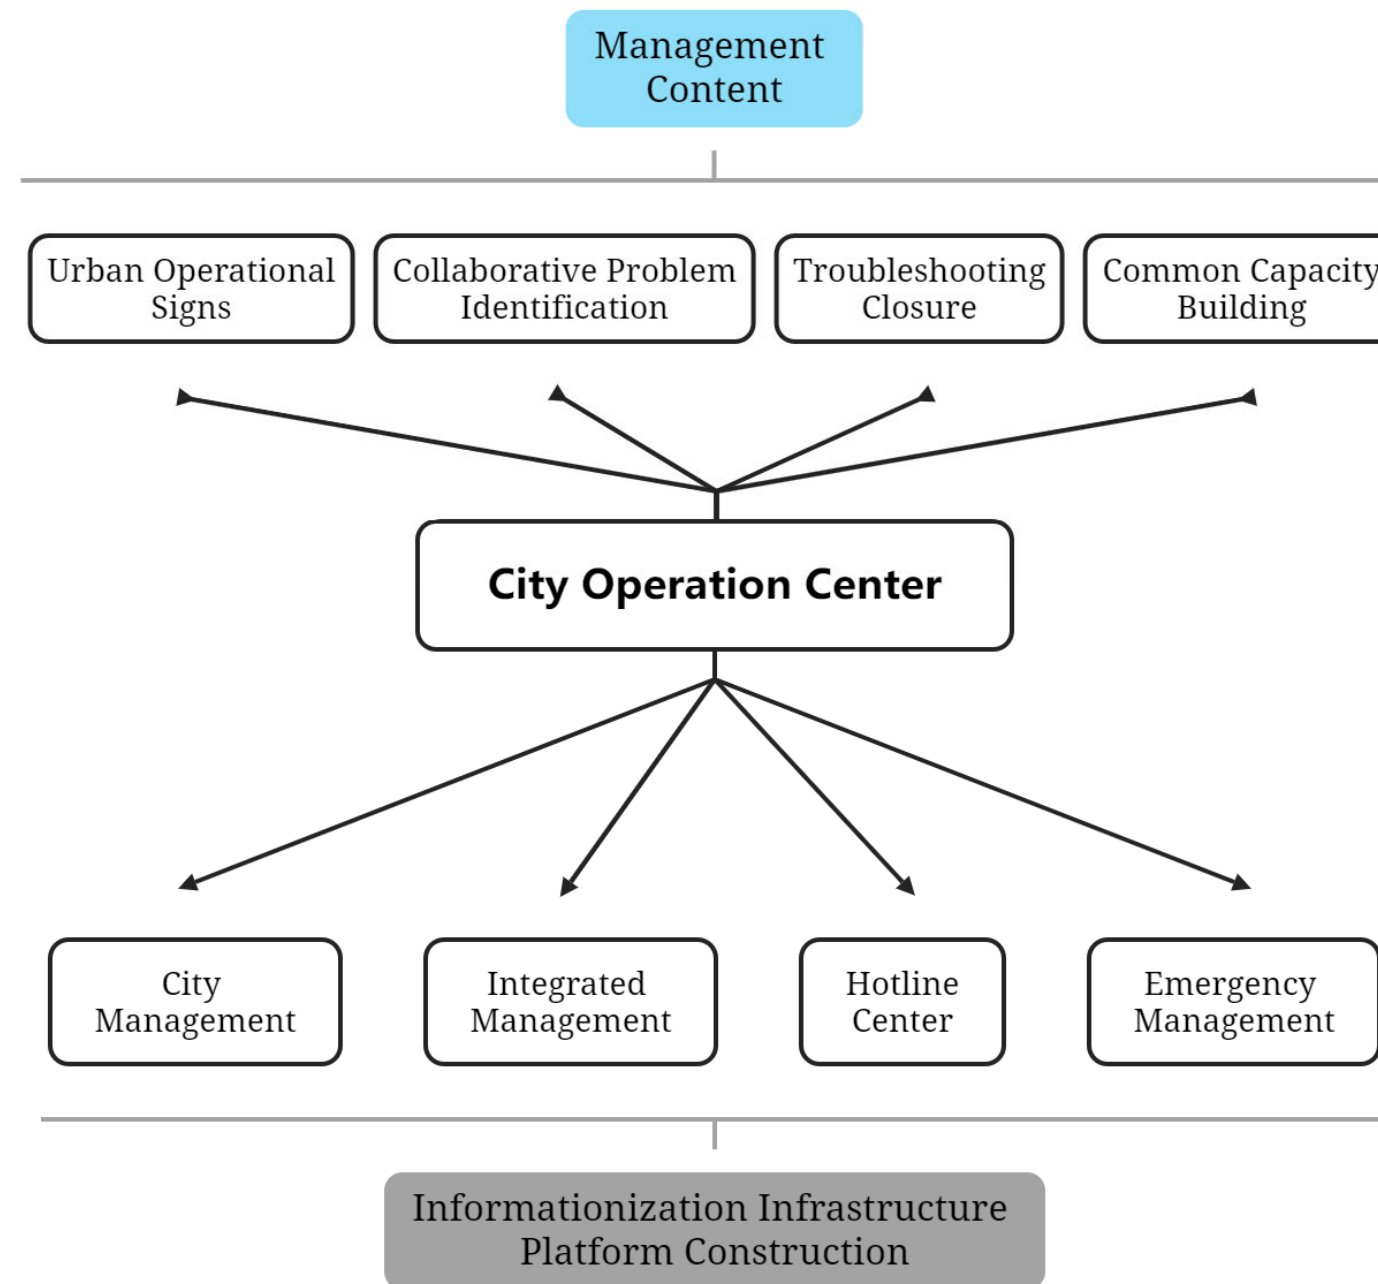 Management
Content
Urban Operational
Signs
Collaborative Problem
Identification
Troubleshooting
Closure
Common Capacity
Building
City Operation Center
City
Management
Integrated
Management
Hotline
Center
Emergency
Management
Informationization Infrastructure
Platform Construction